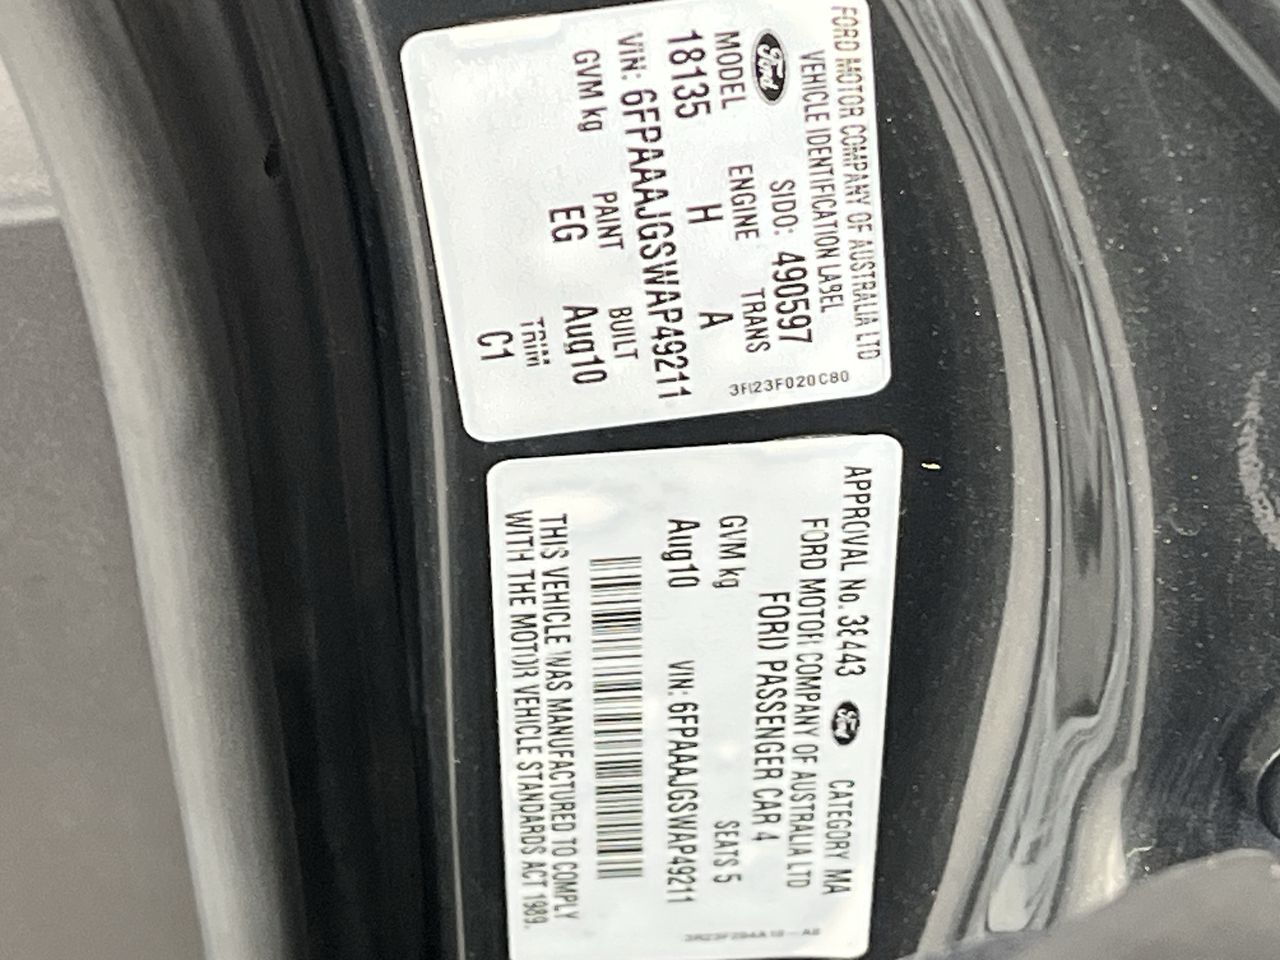 FORD MOTOR COMPANY OF AUSTRALIA LTD
VEHICLE IDENTIFICATION LABEL
Ford SIDO: 490597
MODEL ENGINE TRANS
18135 H A
VIN: 6FPAAAJGSWAP49211
GVM kg PAINT BUILT
EG Aug10
TRIM
C1
APPROVAL No. Ford CATEGORY MA
FORD MOTOR COMPANY OF AUSTRALIA LTD
FORD PASSENGER CAR 4
GVM kg SEATS 5
Aug10 VIN: 6FPAAAJGSWAP49211
THIS VEHICLE WAS MANUFACTURED TO COMPLY
WITH THE MOTOR VEHICLE STANDARDS ACT 1989.